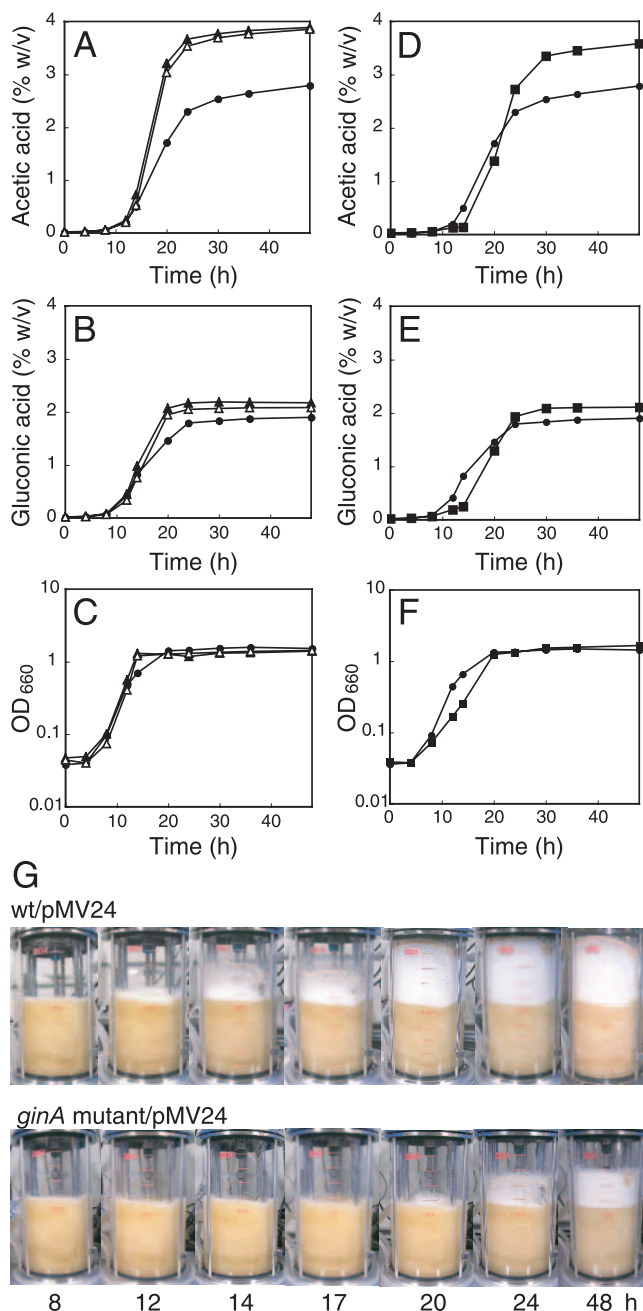 A
Acetic acid (% w/v)
4
3
2
1
0
0 10 20 30 40
Time (h)
D
Acetic acid (% w/v)
4
3
2
1
0
0 10 20 30 40
Time (h)
B
Gluconic acid (% w/v)
4
3
2
1
0
0 10 20 30 40
Time (h)
E
Gluconic acid (% w/v)
4
3
2
1
0
0 10 20 30 40
Time (h)
C
OD660
10
1
0.1
0.01
0 10 20 30 40
Time (h)
F
OD660
10
1
0.1
0.01
0 10 20 30 40
Time (h)
G
wt/pMV24
ginA mutant/pMV24
8 12 14 17 20 24 48 h